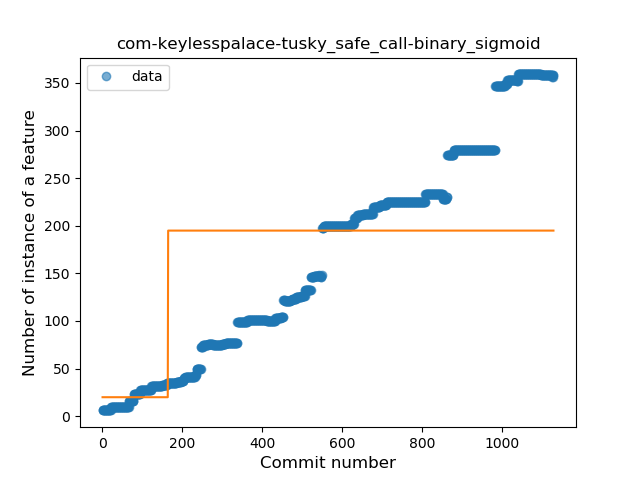 com-keylesspalace-tusky_safe_call-binary_sigmoid
data
Number of instance of a feature
350
300
250
200
150
100
50
0
0 200 400 600 800 1000
Commit number